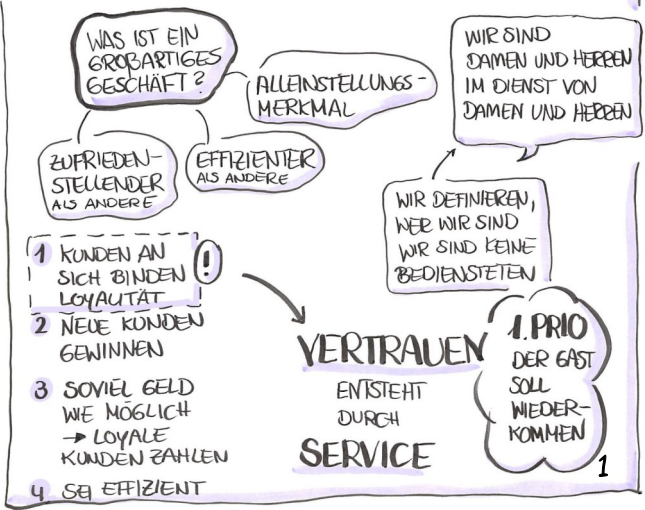 WAS IST EIN
GROßARTIGES
GESCHÄFT?
ALLEINSTELLUNGS-
MERKMAL
ZUFRIEDEN-
STELLENDER
ALS ANDERE
EFFIZIENTER
ALS ANDERE
WIR SIND
DAMEN UND HERREN
IM DIENST VON
DAMEN UND HERREN
WIR DEFINIEREN,
WER WIR SIND
WIR SIND KEINE
BEDIENSTETEN
1 KUNDEN AN
SICH BINDEN
LOYALITÄT
!
2 NEUE KUNDEN
GEWINNEN
3 SOVIEL GELD
WIE MÖGLICH
→ LOYALE
KUNDEN ZAHLEN
4 SEI EFFIZIENT
VERTRAUEN
ENTSTEHT
DURCH
SERVICE
1. PRIO
DER GAST
SOLL
WIEDER-
KOMMEN
1